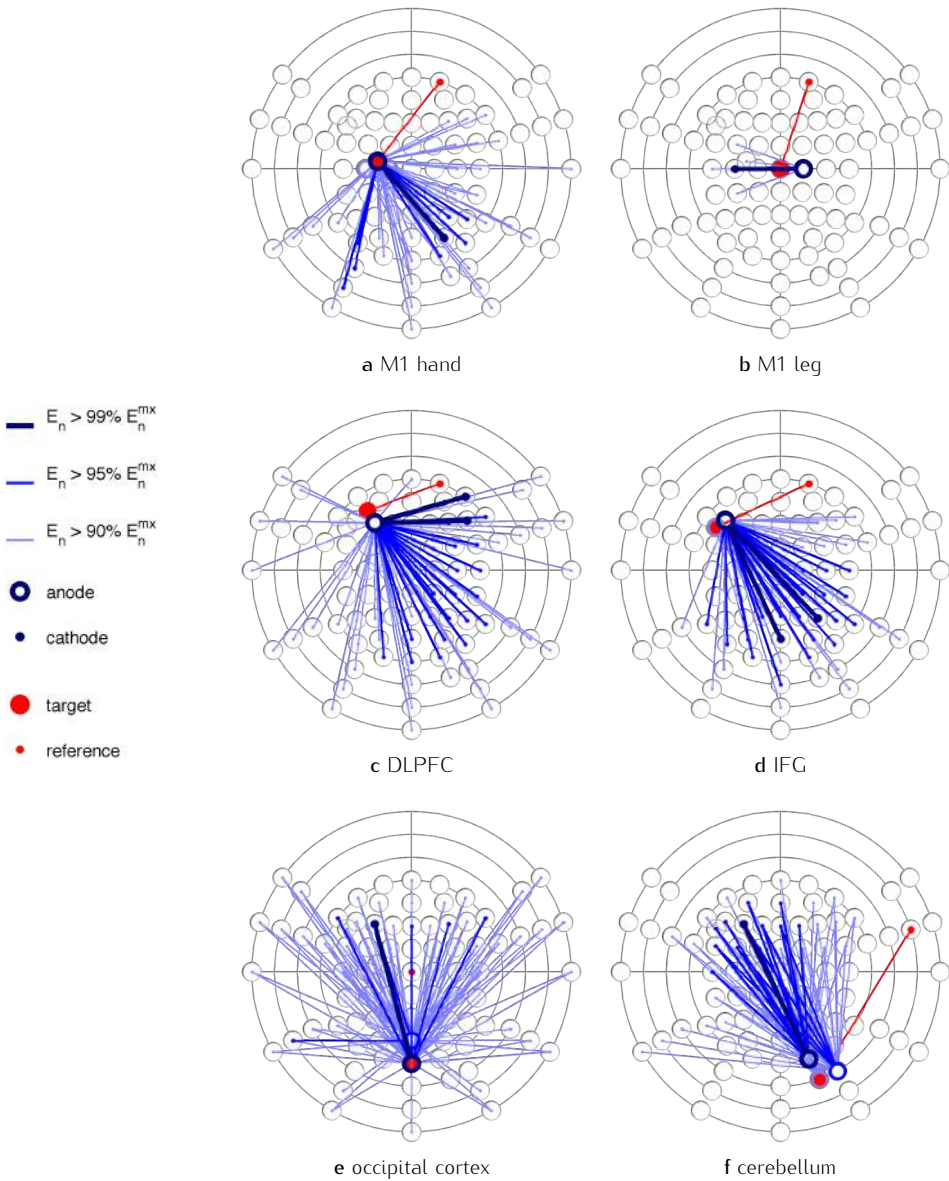 a M1 hand
b M1 leg
E_n > 99% E_n^mx
E_n > 95% E_n^mx
E_n > 90% E_n^mx
anode
cathode
target
reference
c DLPFC
d IFG
e occipital cortex
f cerebellum